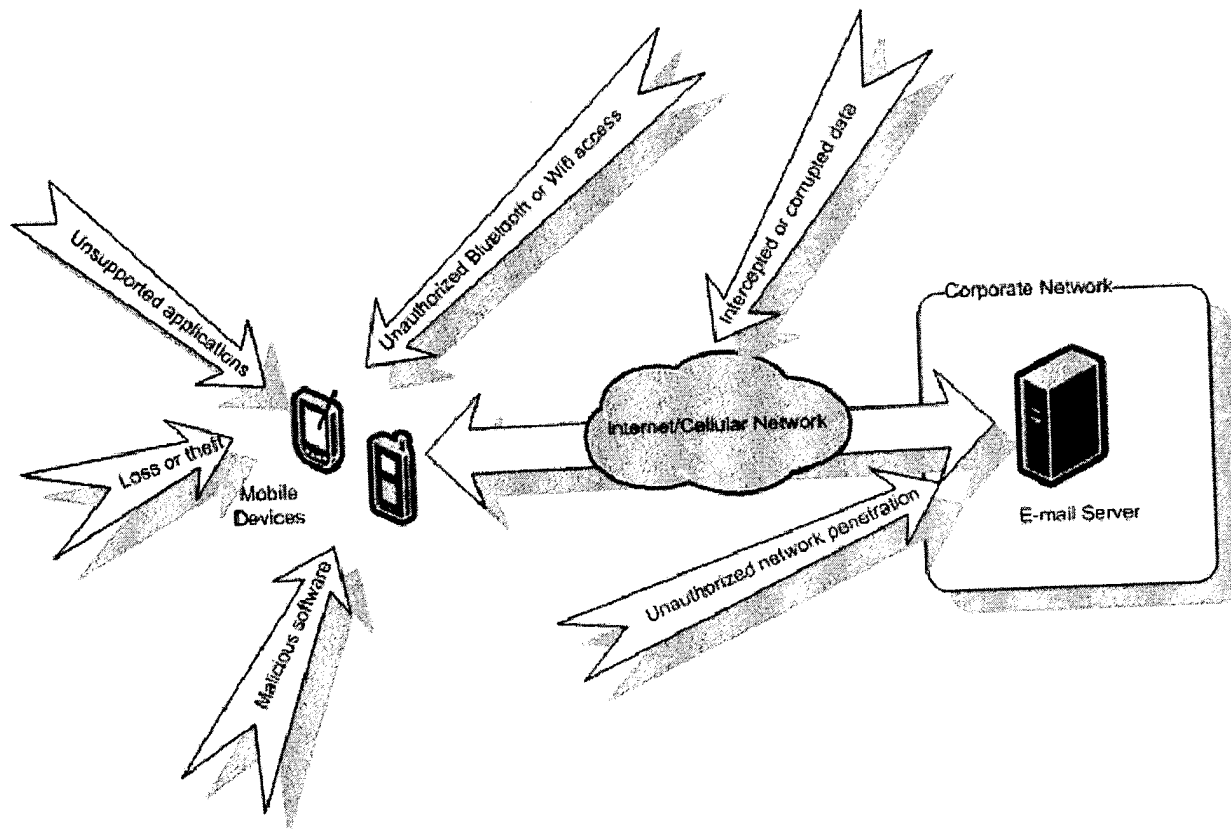 Unauthorized Bluetooth or Wifi access
Intercepted or corrupted data
Unsupported applications
Corporate Network
Internet/Cellular Network
Loss or theft
Mobile
Devices
E-mail Server
Unauthorized network penetration
Malicious software